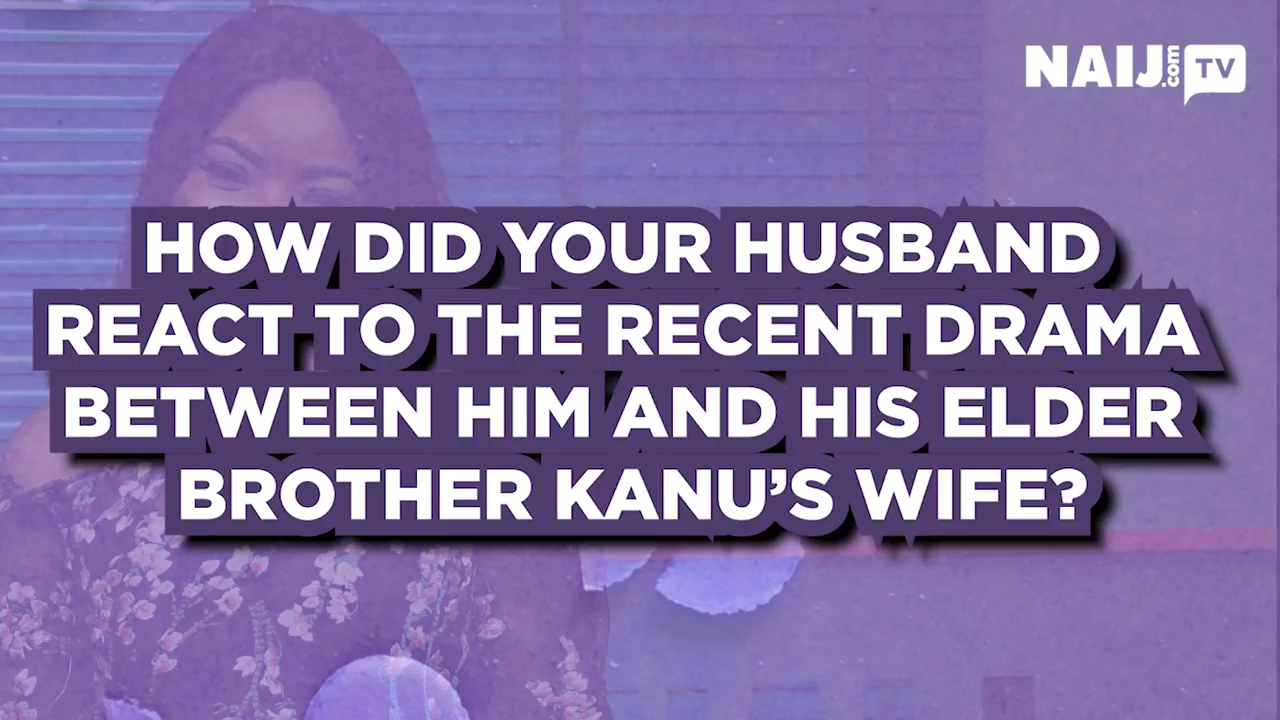 NAIJ.com TV
HOW DID YOUR HUSBAND
REACT TO THE RECENT DRAMA
BETWEEN HIM AND HIS ELDER
BROTHER KANU'S WIFE?